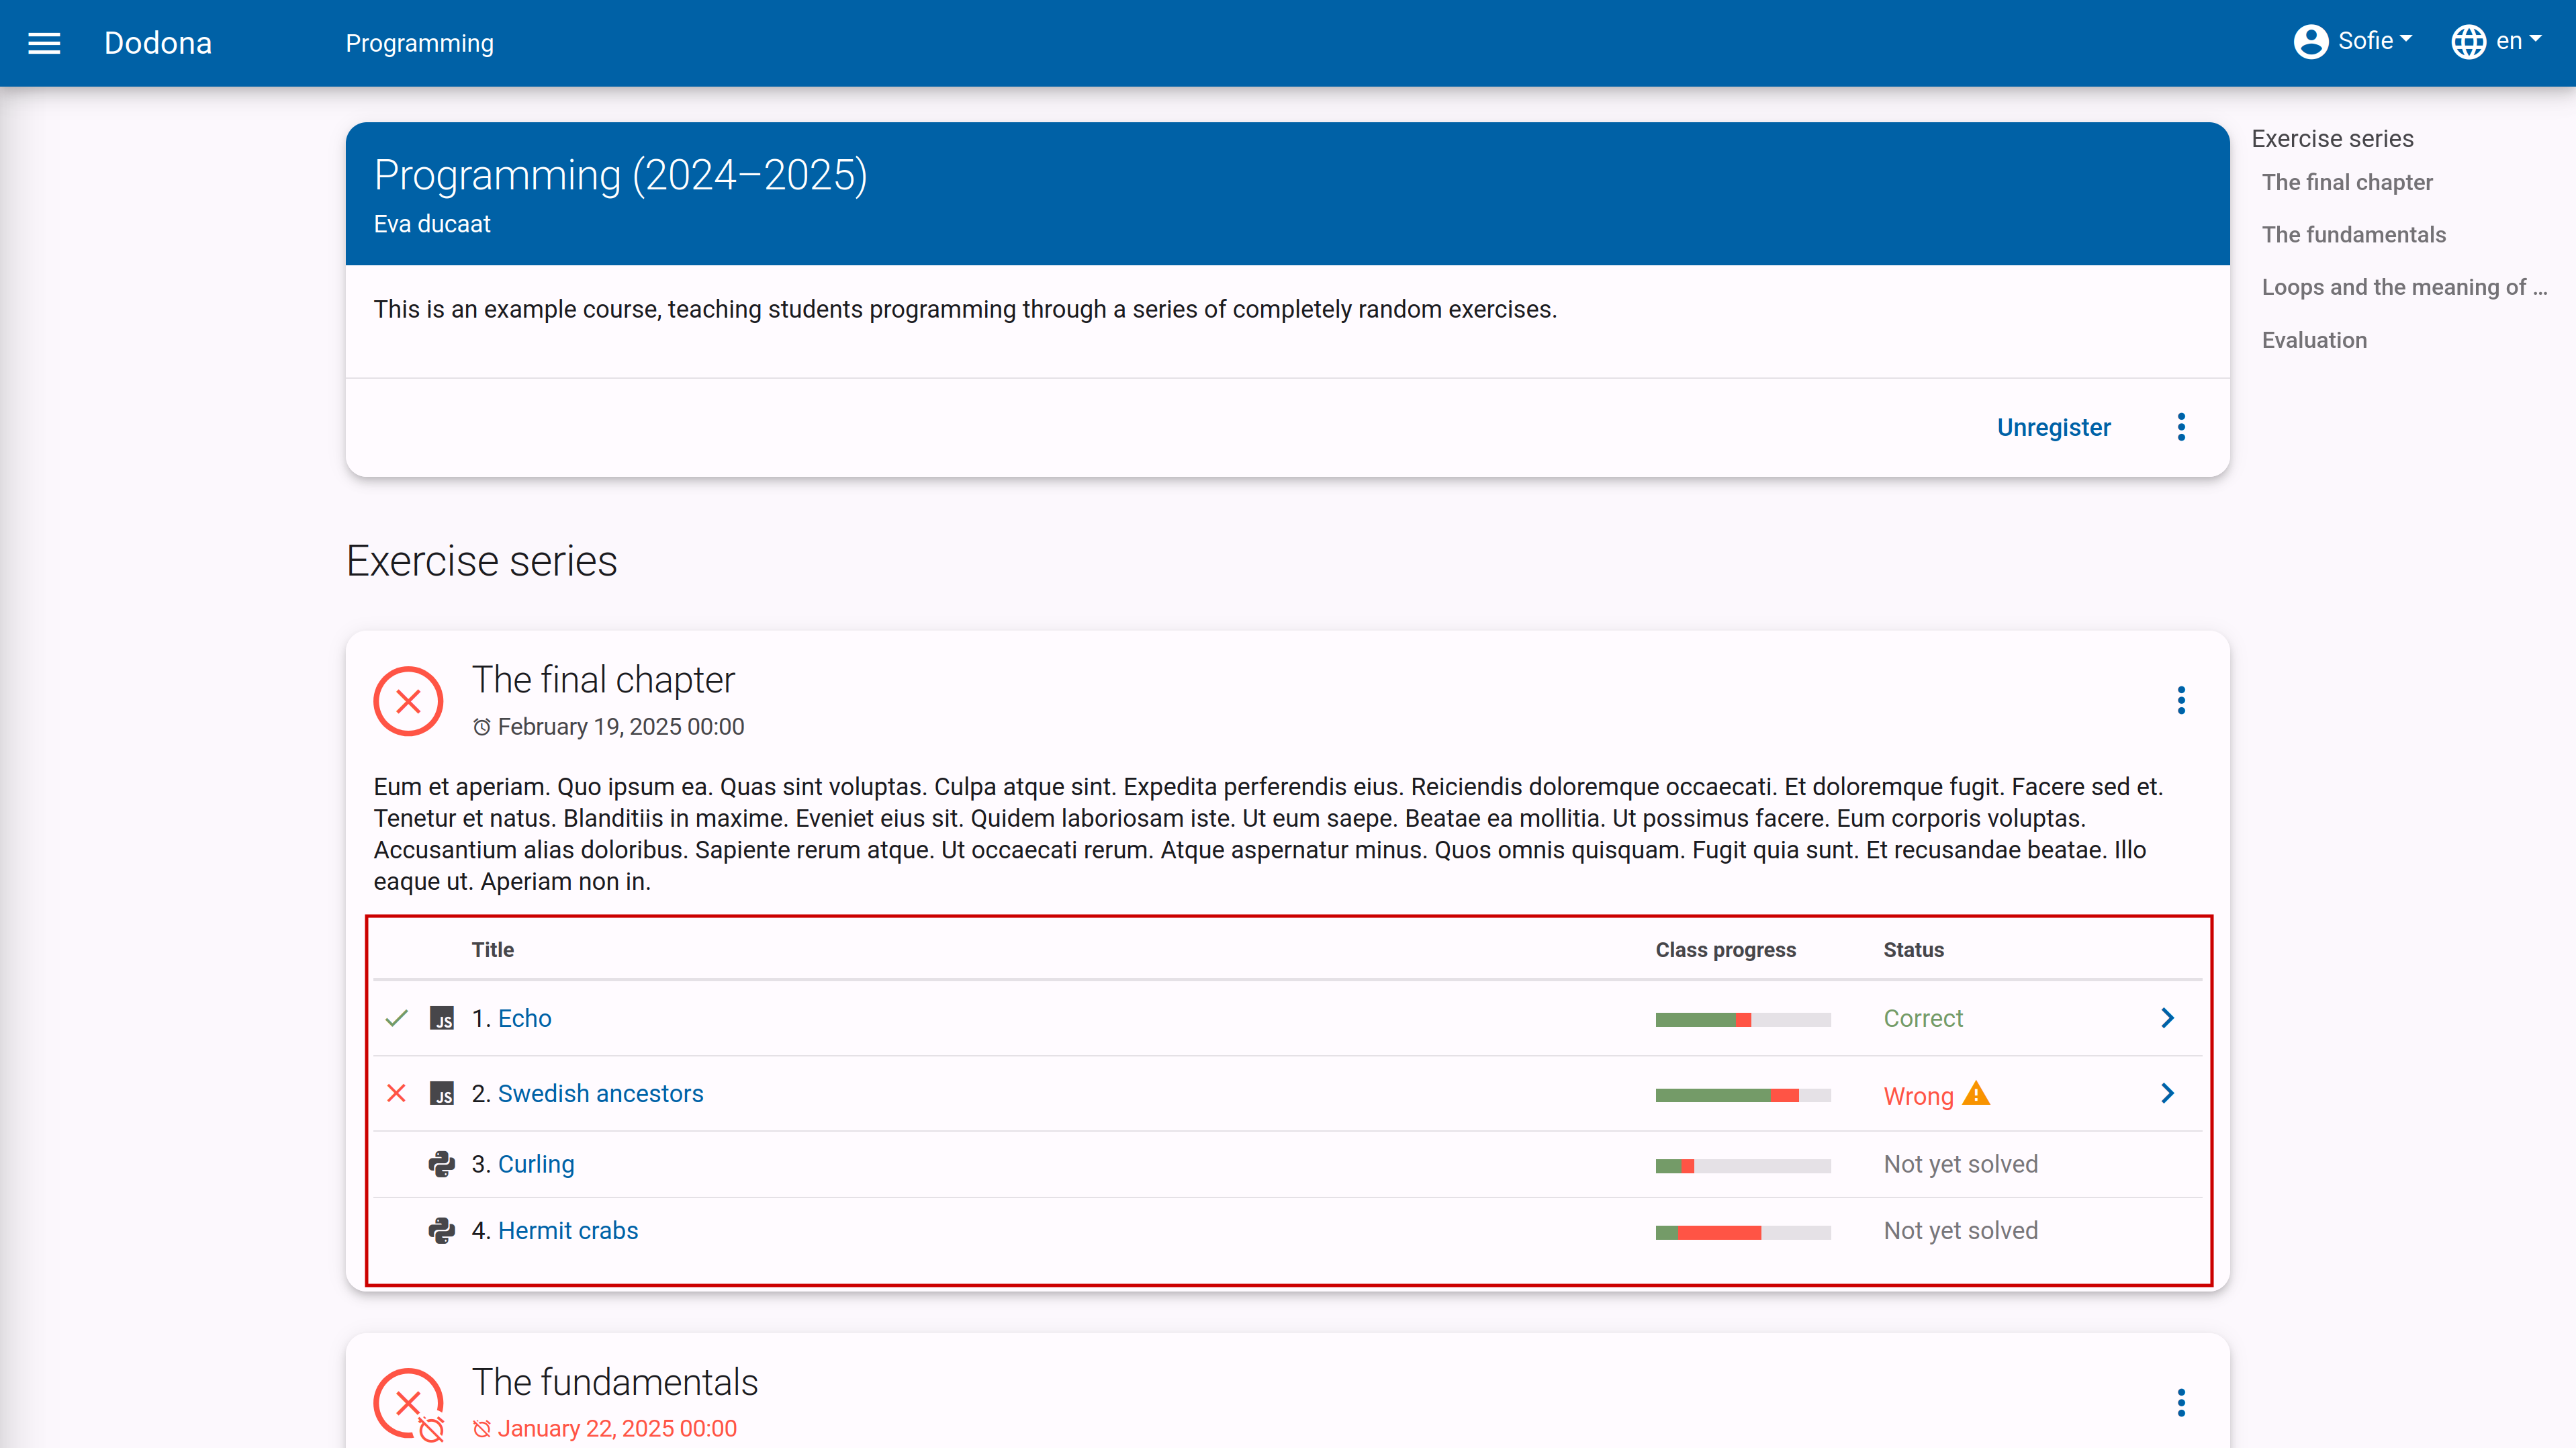 Dodona
Programming
Sofie
en
Programming (2024–2025)
Eva ducaat
This is an example course, teaching students programming through a series of completely random exercises.
Unregister
Exercise series
The final chapter
The fundamentals
Loops and the meaning of ...
Evaluation
Exercise series
The final chapter
February 19, 2025 00:00
Eum et aperiam. Quo ipsum ea. Quas sint voluptas. Culpa atque sint. Expedita perferendis eius. Reiciendis doloremque occaecati. Et doloremque fugit. Facere sed et.
Tenetur et natus. Blanditiis in maxime. Eveniet eius sit. Quidem laboriosam iste. Ut eum saepe. Beatae ea mollitia. Ut possimus facere. Eum corporis voluptas.
Accusantium alias doloribus. Sapiente rerum atque. Ut occaecati rerum. Atque aspernatur minus. Quos omnis quisquam. Fugit quia sunt. Et recusandae beatae. Illo
eaque ut. Aperiam non in.
Title Class progress Status
JS 1. Echo Correct
JS 2. Swedish ancestors Wrong
3. Curling Not yet solved
4. Hermit crabs Not yet solved
The fundamentals
January 22, 2025 00:00